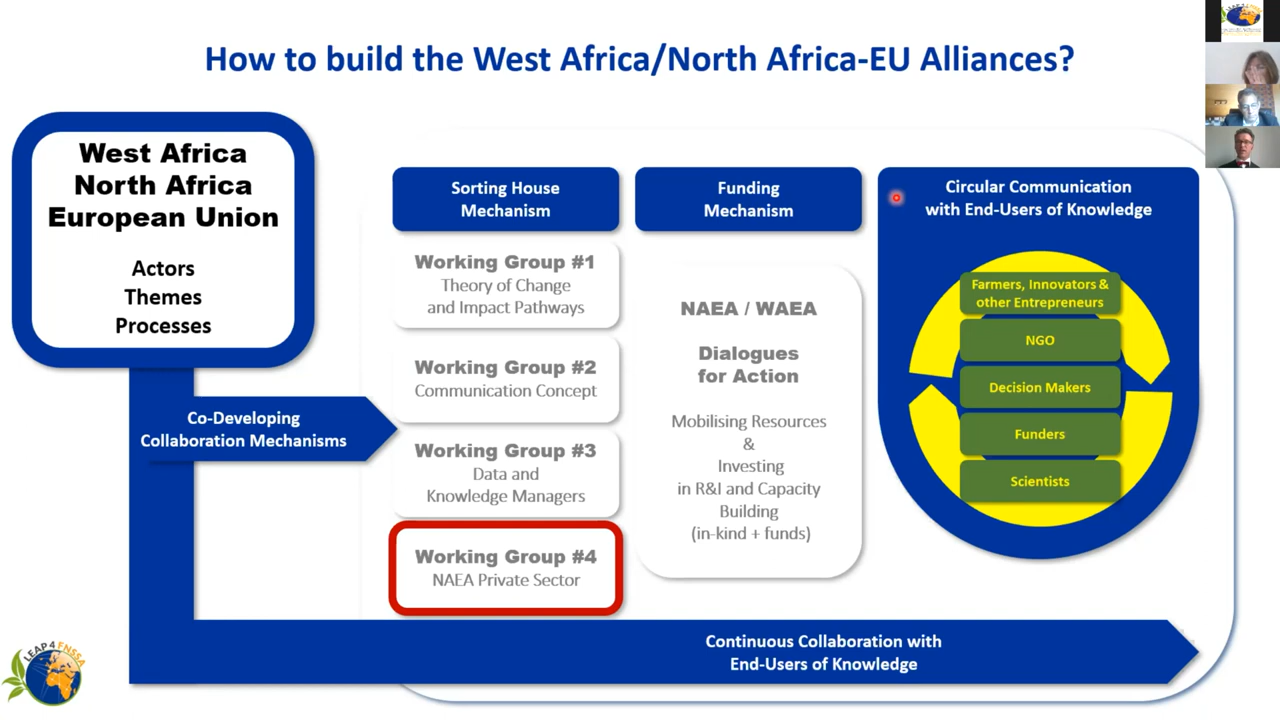 How to build the West Africa/North Africa-EU Alliances?
West Africa
North Africa
European Union
Actors
Themes
Processes
Co-Developing
Collaboration Mechanisms
Sorting House
Mechanism
Working Group #1
Theory of Change
and Impact Pathways
Working Group #2
Communication Concept
Working Group #3
Data and
Knowledge Managers
Working Group #4
NAEA Private Sector
Funding
Mechanism
NAEA / WAEA
Dialogues
for Action
Mobilising Resources
&
Investing
in R&I and Capacity
Building
(in-kind + funds)
Circular Communication
with End-Users of Knowledge
Farmers, Innovators &
other Entrepreneurs
NGO
Decision Makers
Funders
Scientists
Continuous Collaboration with
End-Users of Knowledge
LEAP4FNSSA